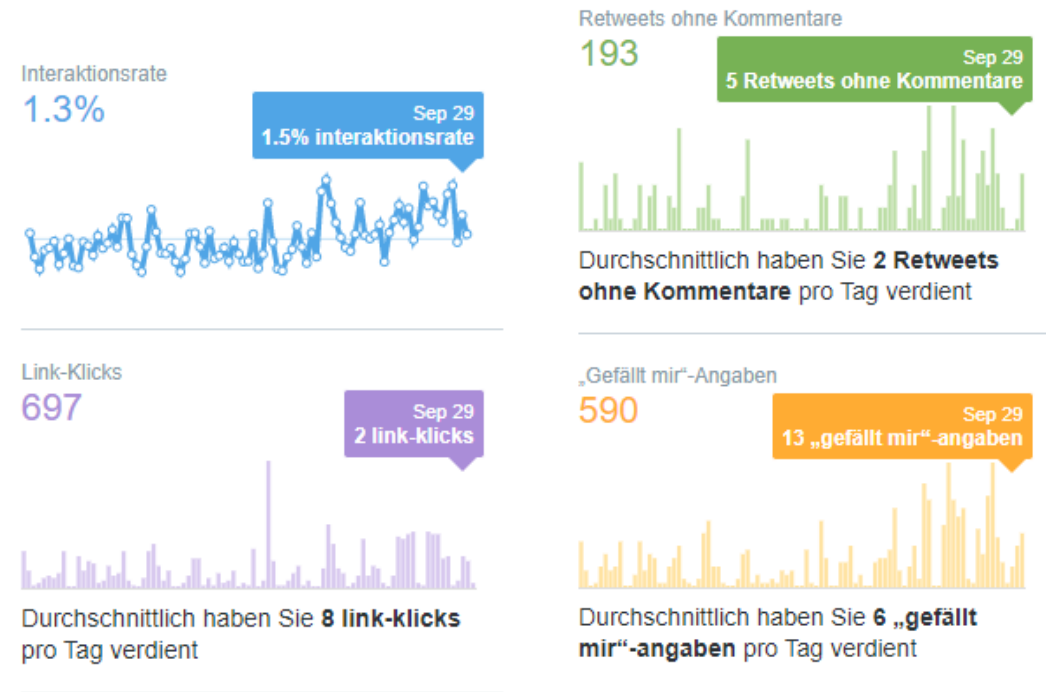 Interaktionsrate
1.3%
Sep 29
1.5% interaktionsrate
Retweets ohne Kommentare
193
Sep 29
5 Retweets ohne Kommentare
Durchschnittlich haben Sie 2 Retweets
ohne Kommentare pro Tag verdient
Link-Klicks
697
Sep 29
2 link-klicks
Durchschnittlich haben Sie 8 link-klicks
pro Tag verdient
„Gefällt mir“-Angaben
590
Sep 29
13 „gefällt mir“-angaben
Durchschnittlich haben Sie 6 „gefällt
mir“-angaben pro Tag verdient